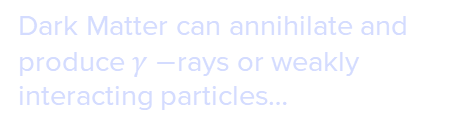 Dark Matter can annihilate and
produce γ −rays or weakly
interacting particles...